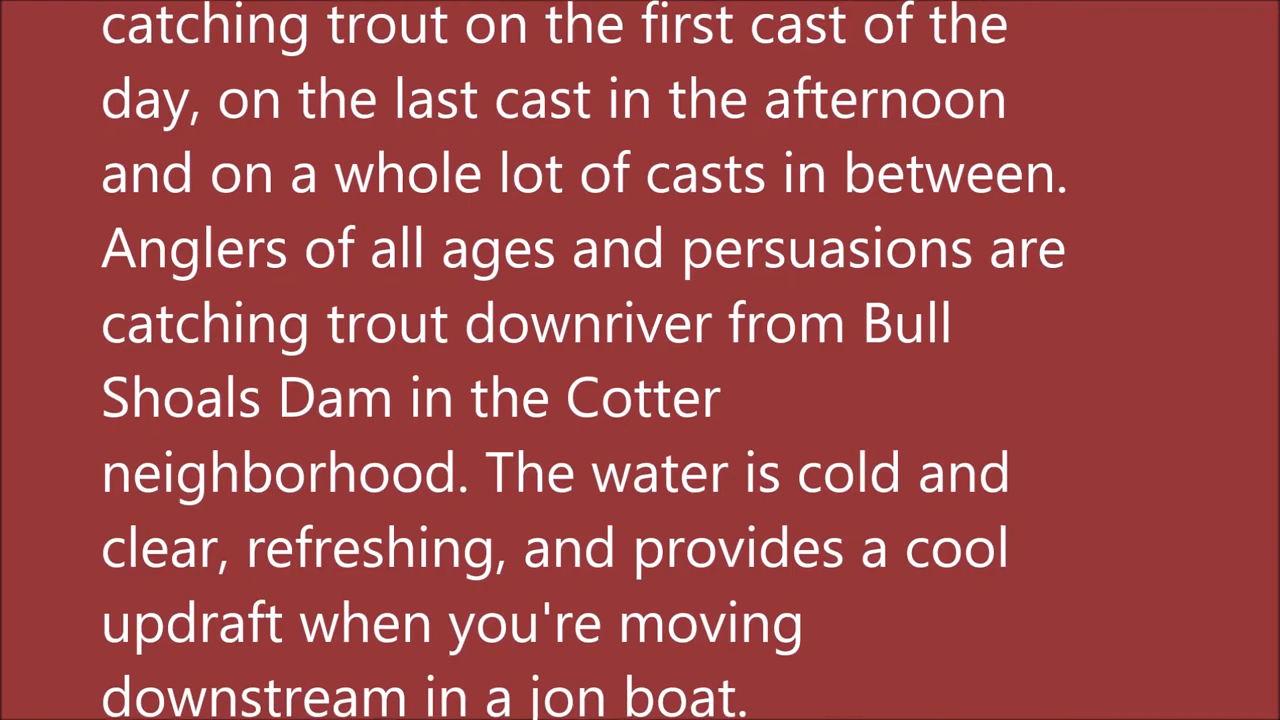 catching trout on the first cast of the
day, on the last cast in the afternoon
and on a whole lot of casts in between.
Anglers of all ages and persuasions are
catching trout downriver from Bull
Shoals Dam in the Cotter
neighborhood. The water is cold and
clear, refreshing, and provides a cool
updraft when you're moving
downstream in a jon boat.